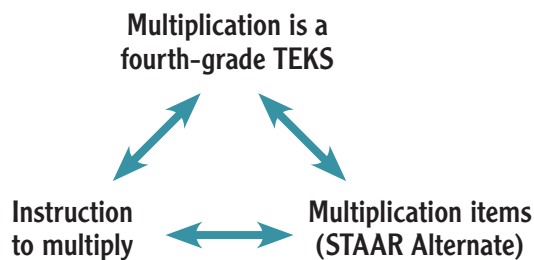 Multiplication is a
fourth-grade TEKS
Instruction
to multiply
Multiplication items
(STAAR Alternate)